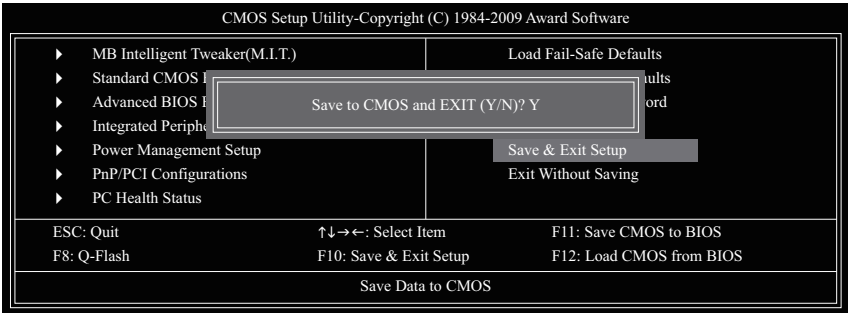 CMOS Setup Utility-Copyright (C) 1984-2009 Award Software
MB Intelligent Tweaker(M.I.T.)
Standard CMOS
Advanced BIOS
Integrated
Power Management Setup
PnP/PCI Configurations
PC Health Status
Load Fail-Safe Defaults
Save & Exit Setup
Exit Without Saving
Save to CMOS and EXIT (Y/N)? Y
ESC: Quit ↑↓→←: Select Item F11: Save CMOS to BIOS
F8: Q-Flash F10: Save & Exit Setup F12: Load CMOS from BIOS
Save Data to CMOS